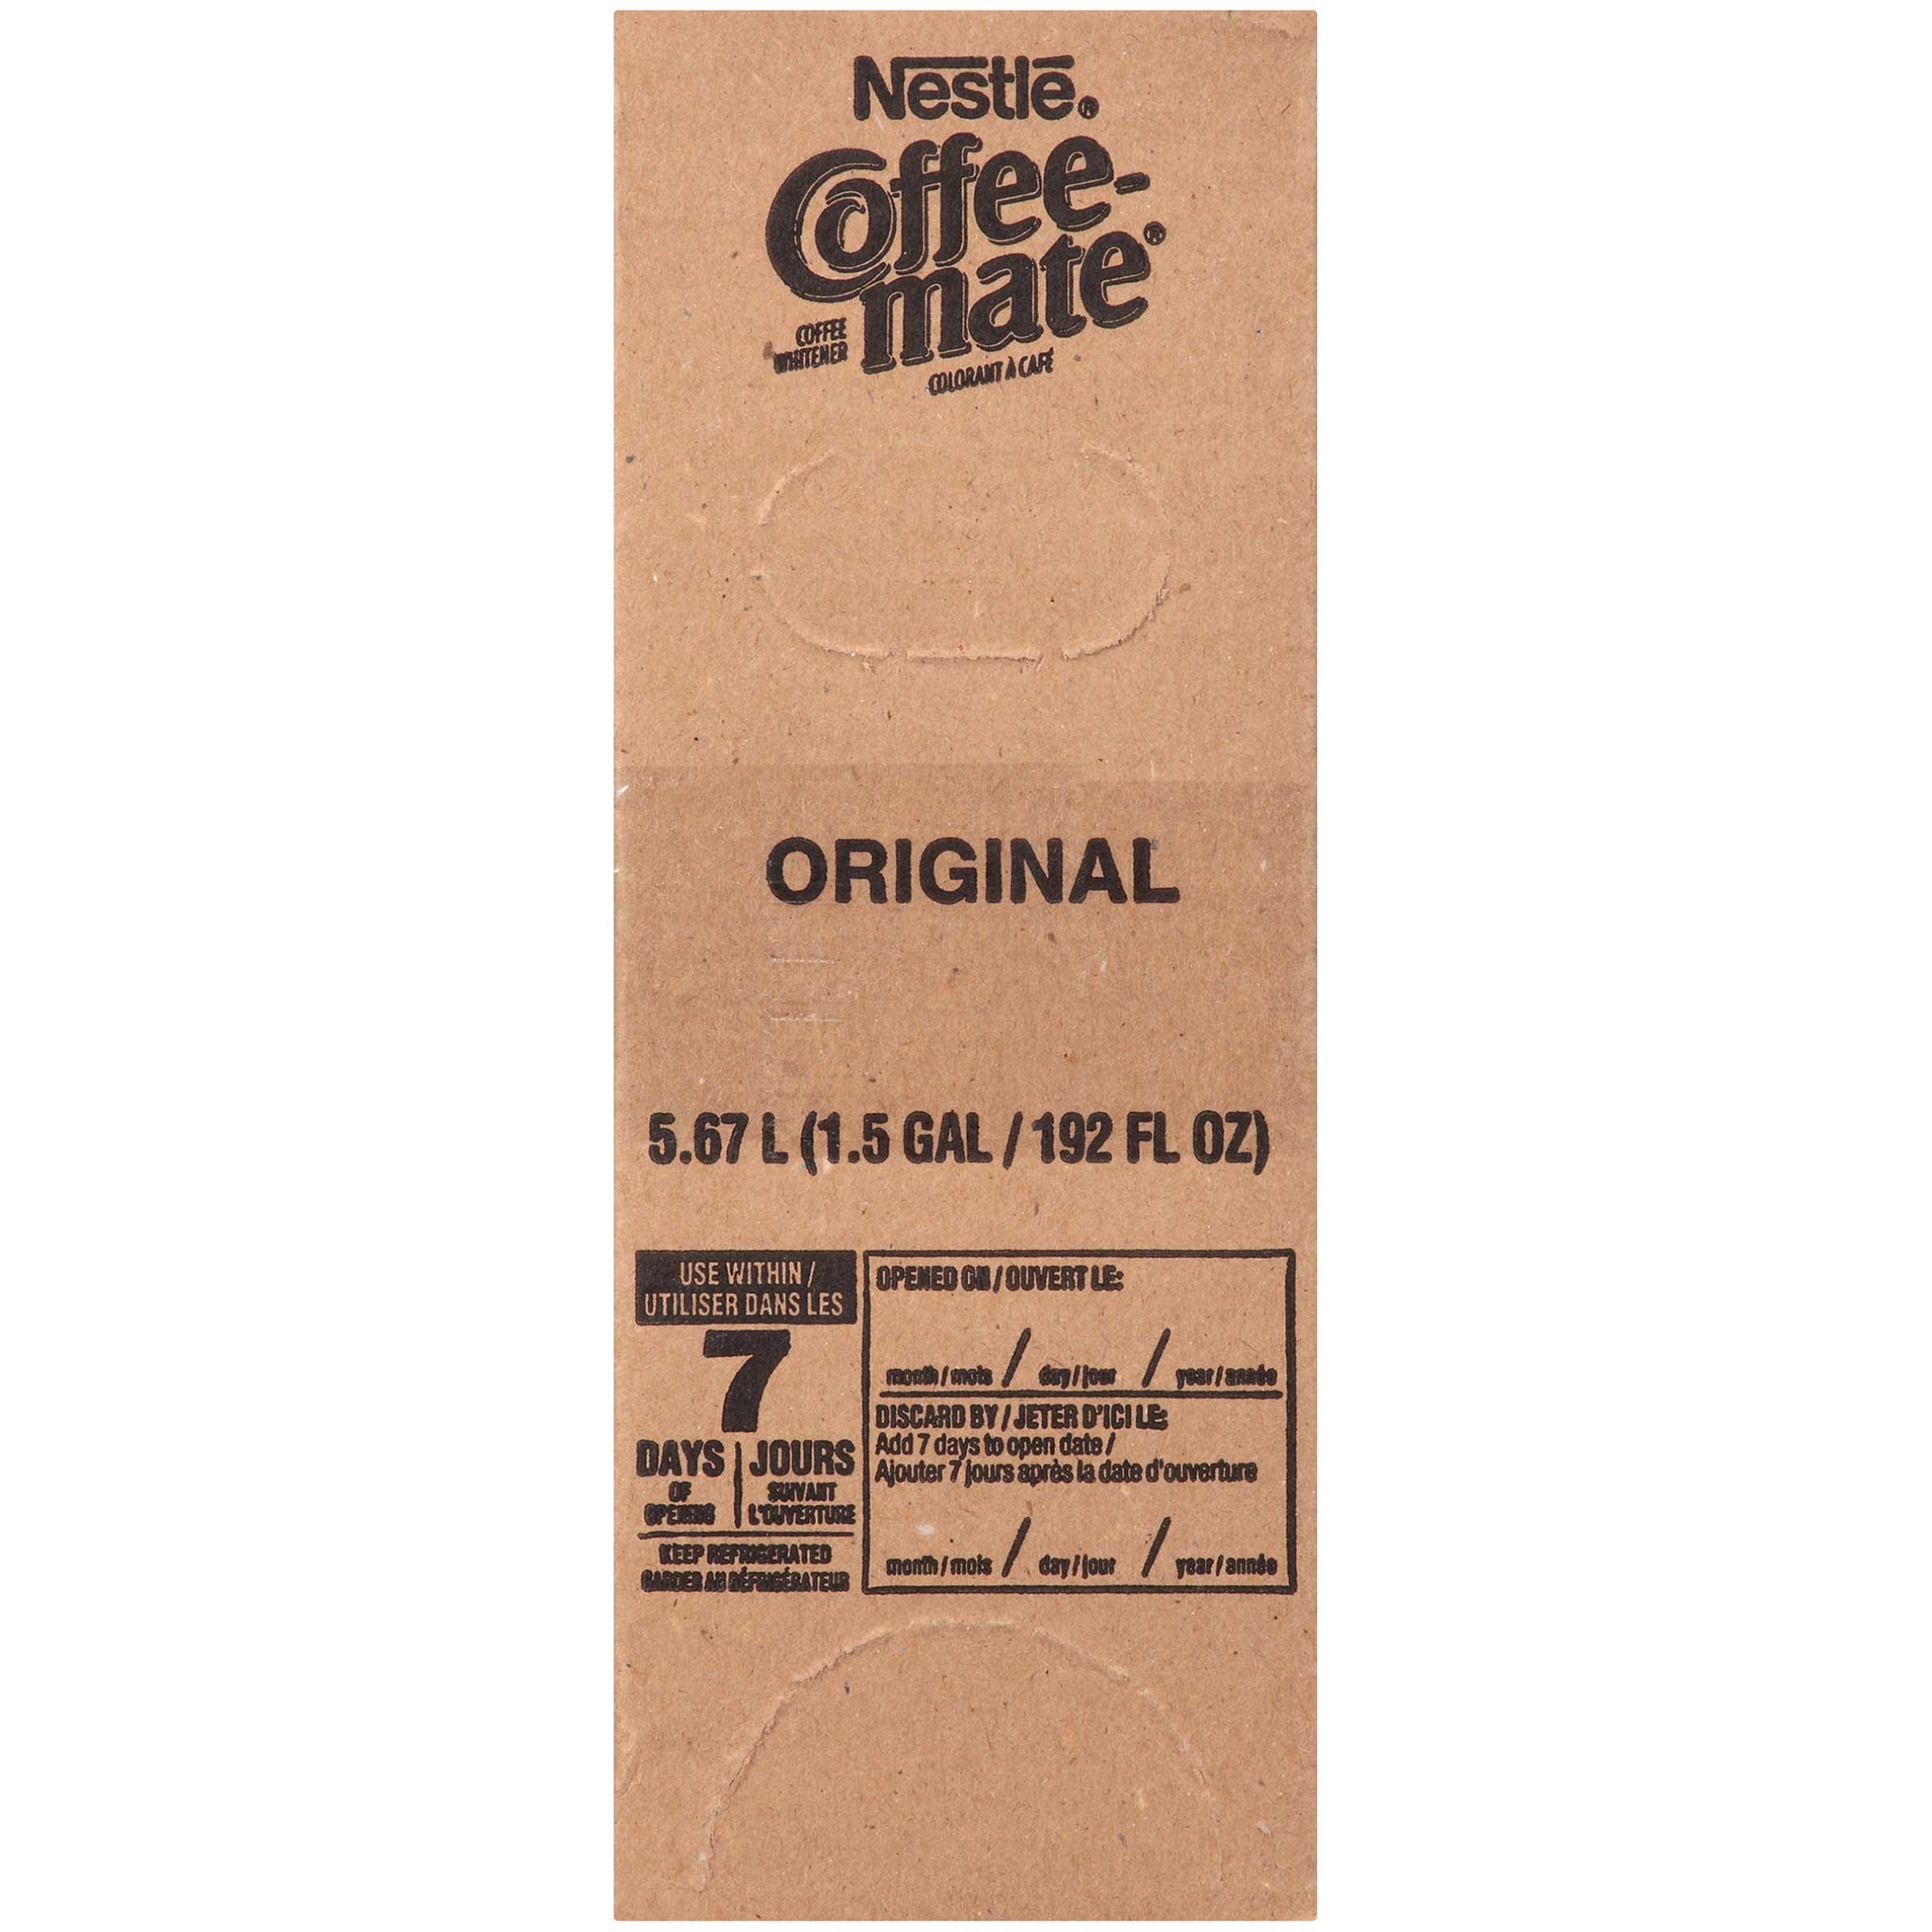 Nestlé®
Coffee-
mate®
COFFEE
WHITENER
COLORANT À CAFÉ
ORIGINAL
5.67 L (1.5 GAL / 192 FL OZ)
USE WITHIN /
UTILISER DANS LES
7
DAYS | JOURS
OF
OPENING
SUIVANT
L'OUVERTURE
KEEP REFRIGERATED
GARDER AU RÉFRIGÉRATEUR
OPENED ON / OUVERT LE:
month / mois / day / jour / year / année
DISCARD BY / JETER D'ICI LE:
Add 7 days to open date /
Ajouter 7 jours après la date d'ouverture
month / mois / day / jour / year / année